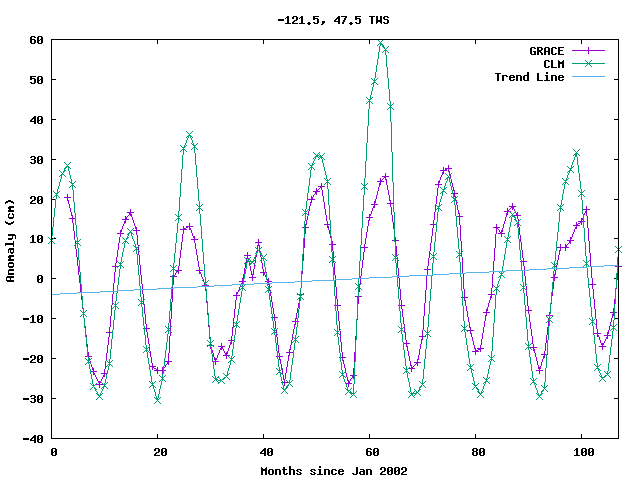 -121.5, 47.5 TWS
GRACE
CLM
Trend Line
60
50
40
30
20
10
0
-10
-20
-30
-40
Anomaly (cm)
0 20 40 60 80 100
Months since Jan 2002